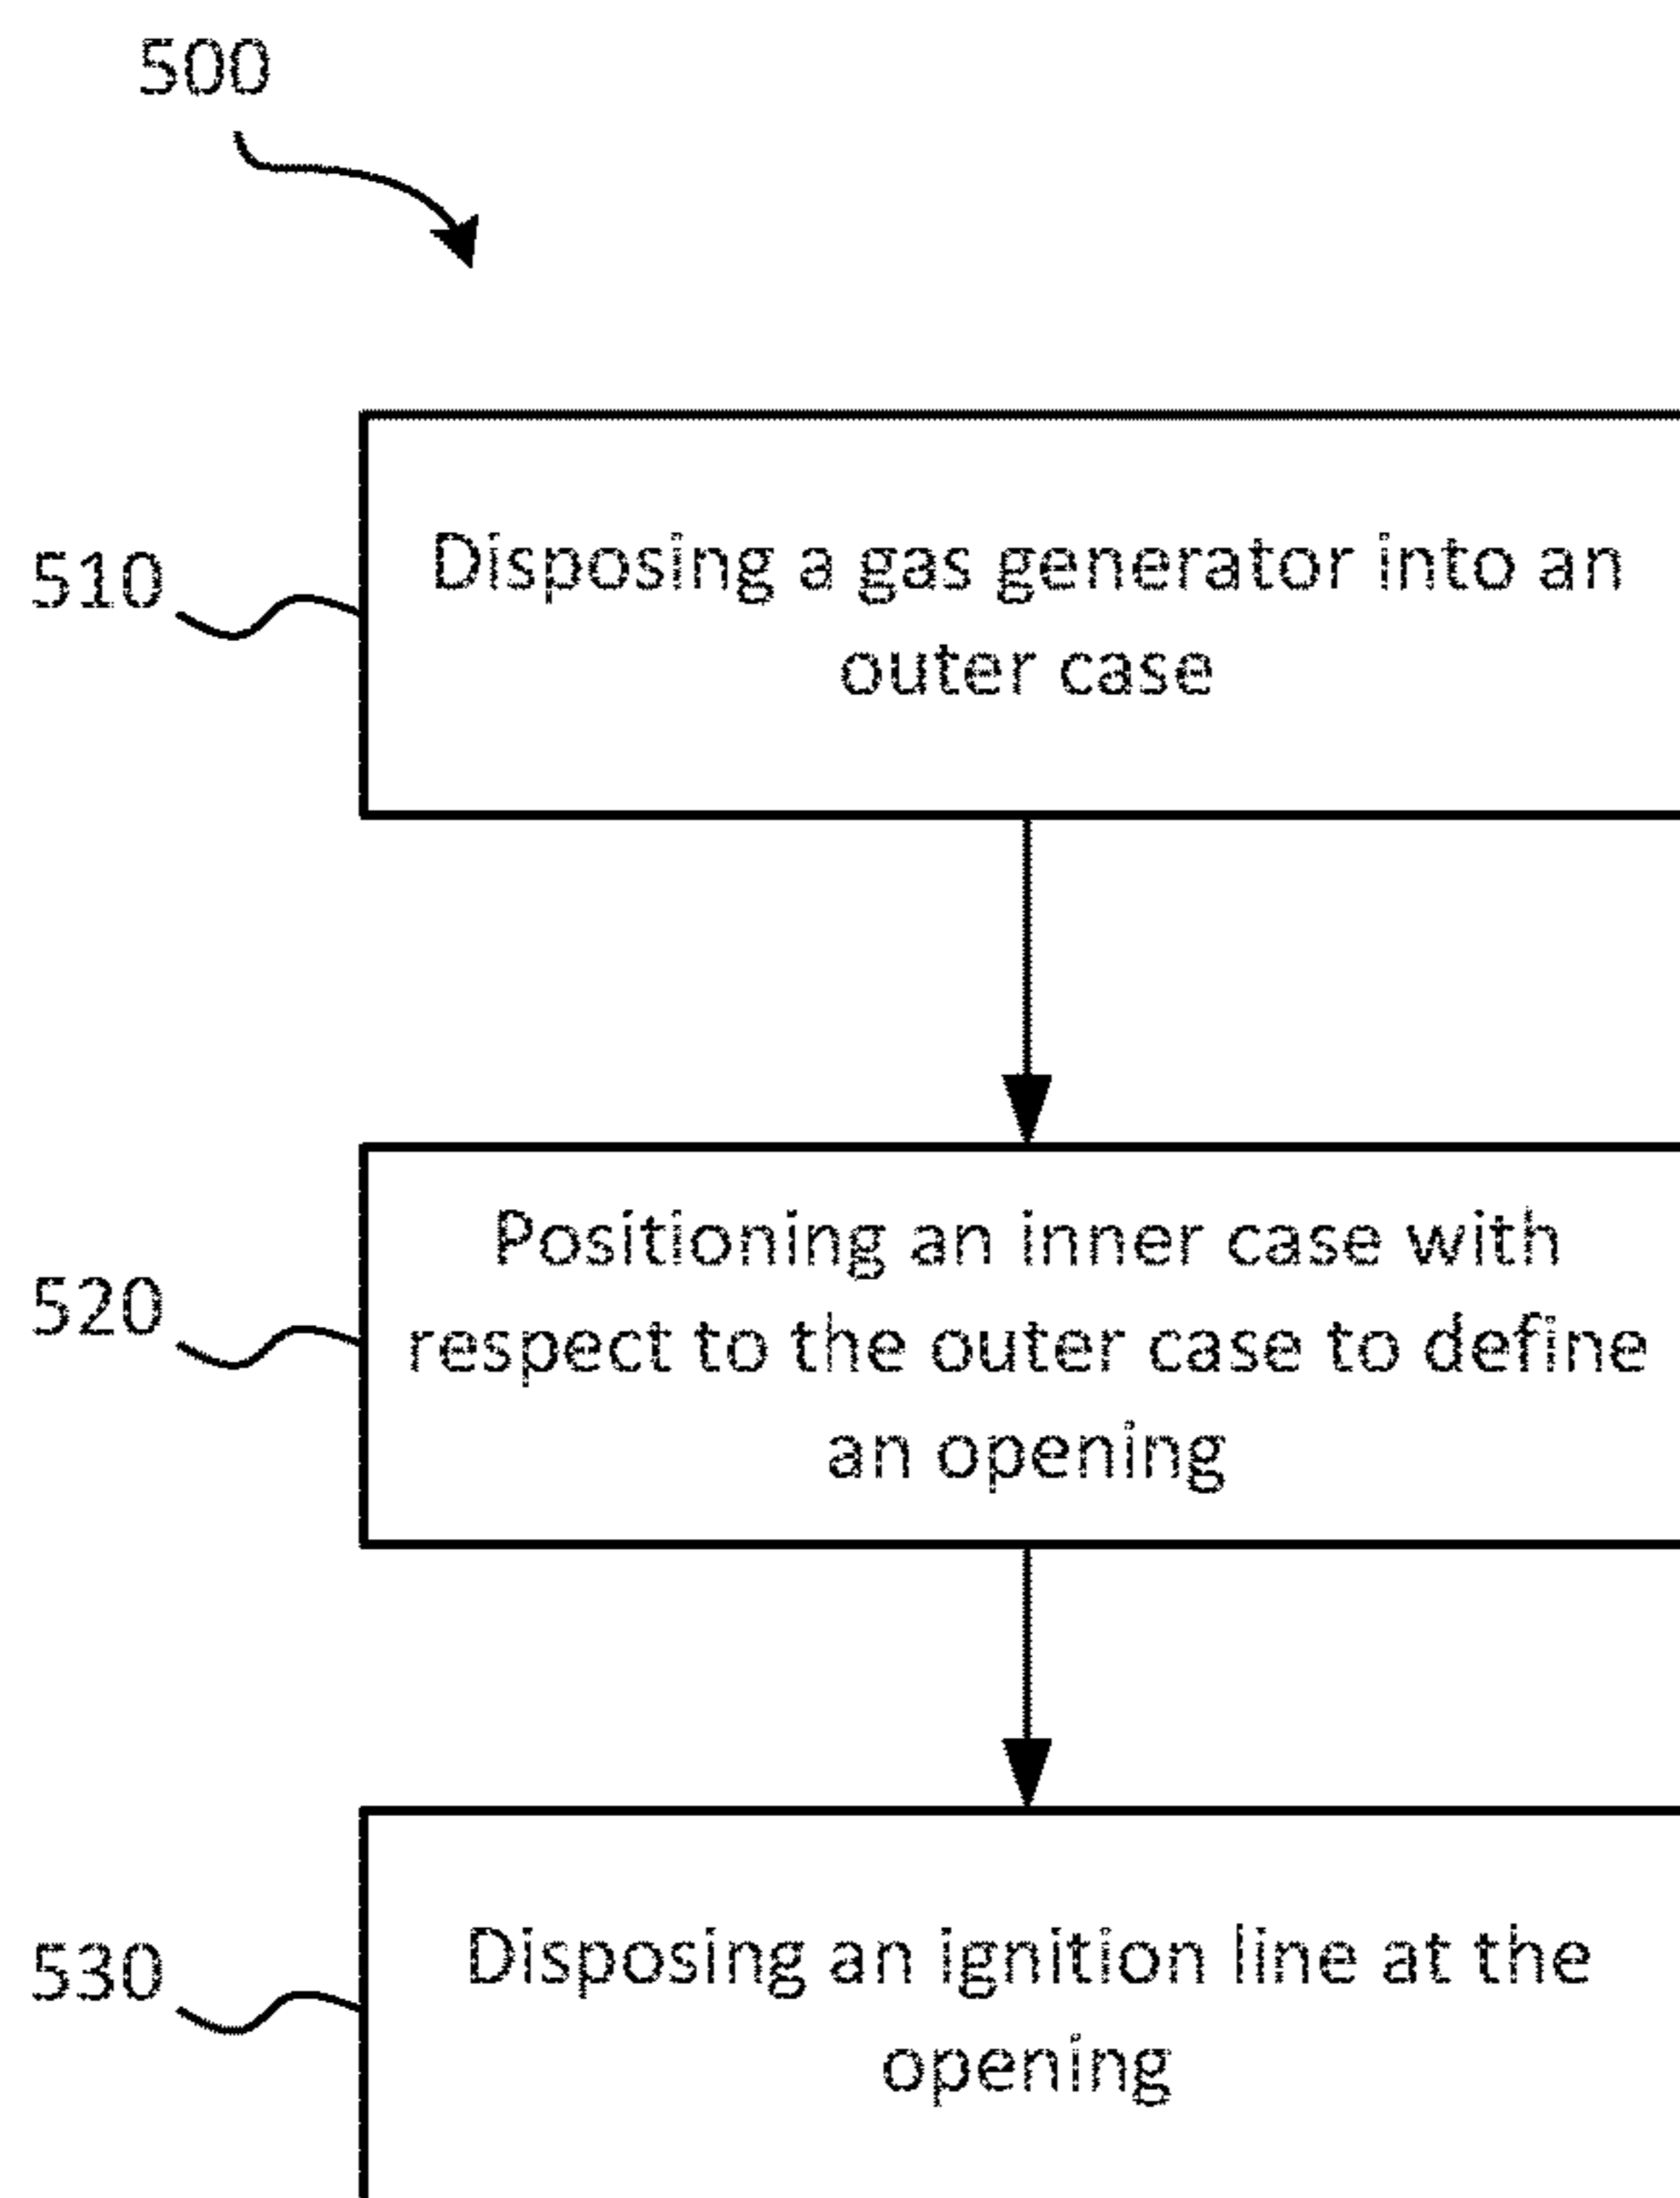 500
510
Disposing a gas generator into an
outer case
520
Positioning an inner case with
respect to the outer case to define
an opening
530
Disposing an ignition line at the
opening